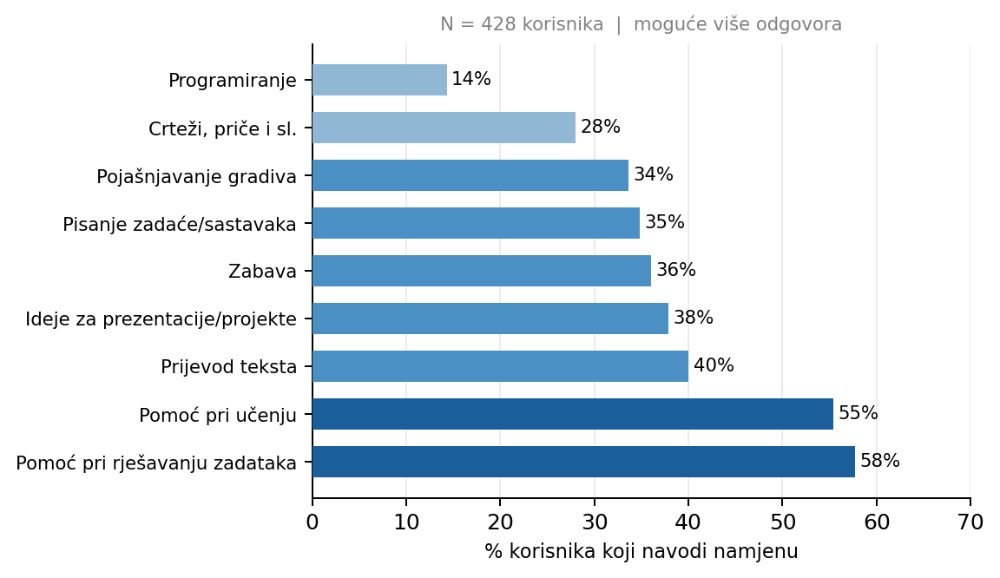 N = 428 korisnika | moguće više odgovora
Programiranje 14%
Crteži, priče i sl. 28%
Pojašnjavanje gradiva 34%
Pisanje zadaće/sastavaka 35%
Zabava 36%
Ideje za prezentacije/projekte 38%
Prijevod teksta 40%
Pomoć pri učenju 55%
Pomoć pri rješavanju zadataka 58%
0 10 20 30 40 50 60 70
% korisnika koji navodi namjenu